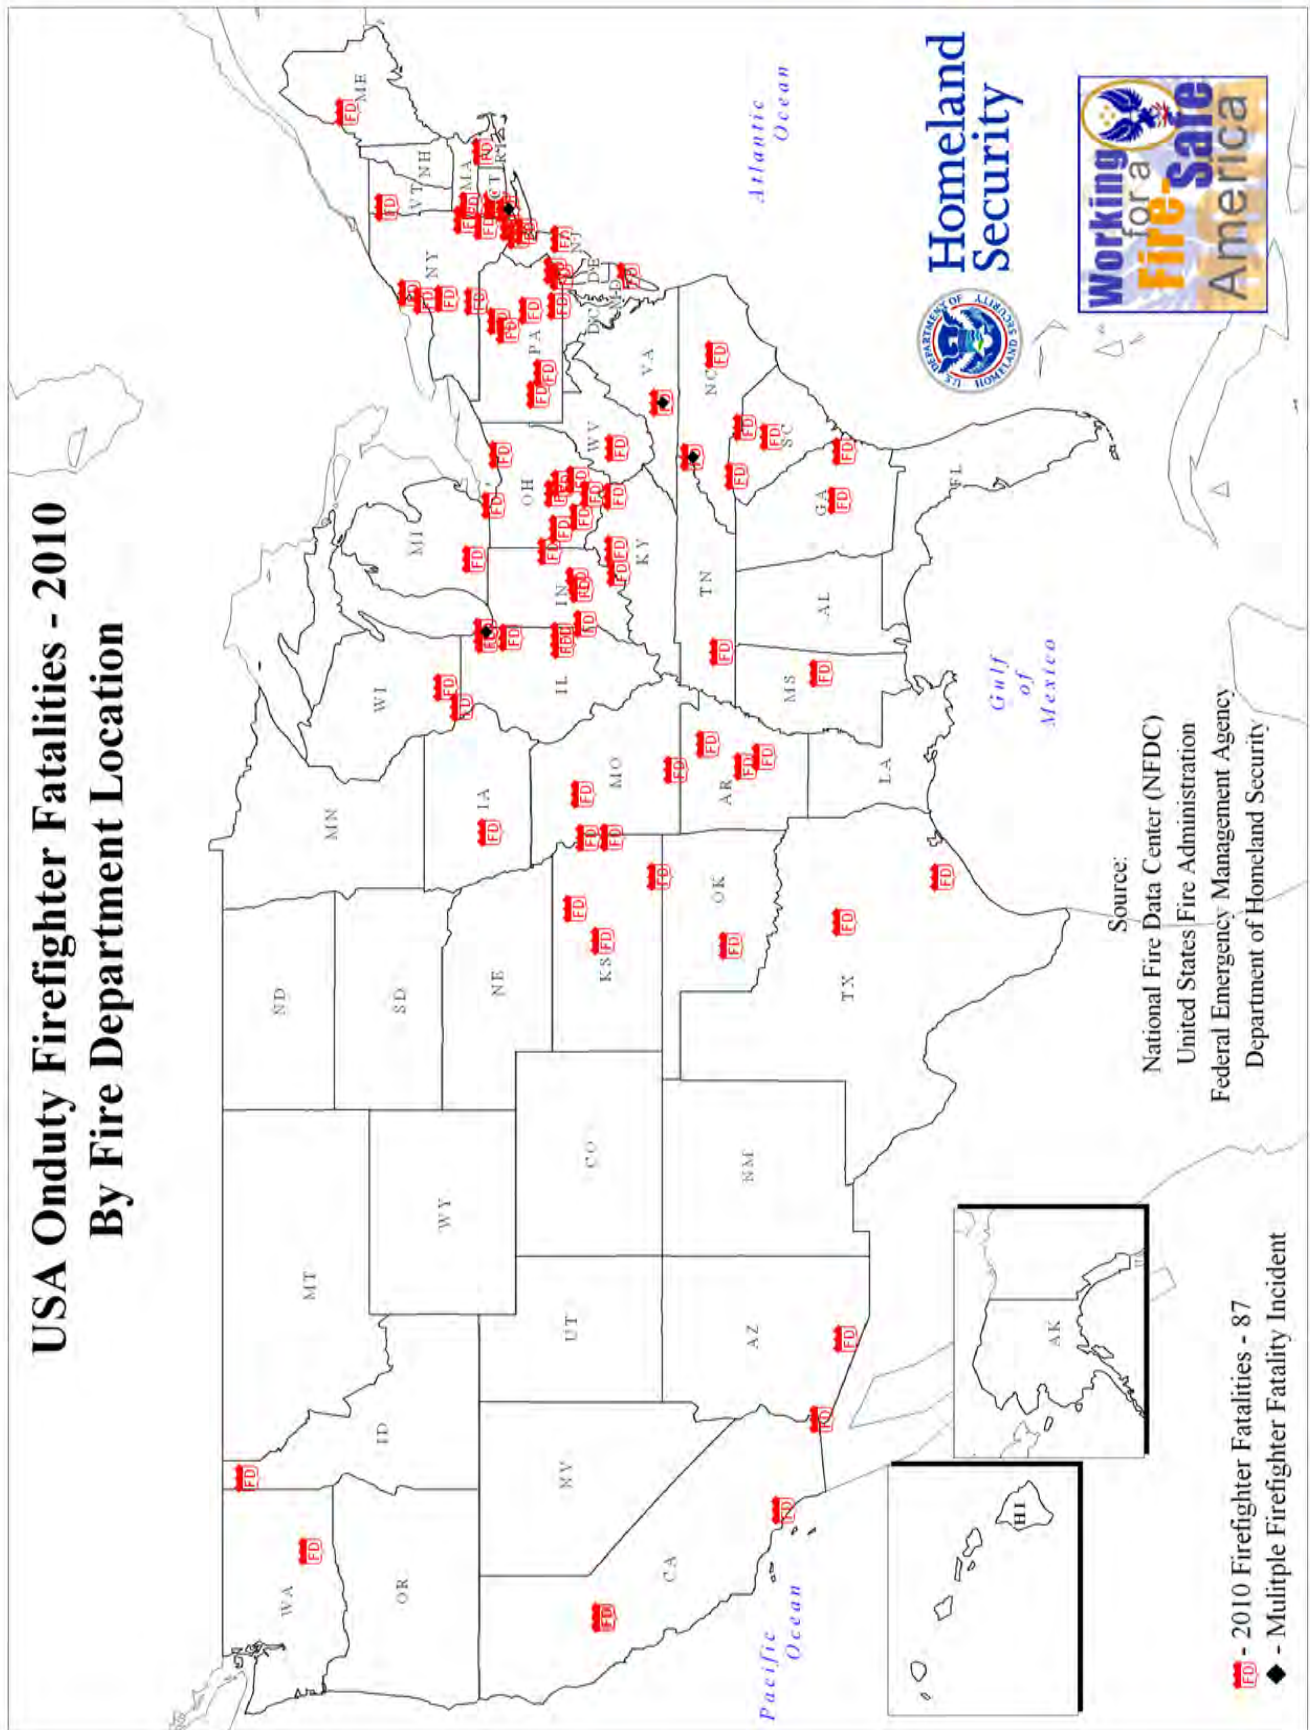 USA Onduty Firefighter Fatalities - 2010
By Fire Department Location
WA
OR
CA
NV
ID
MT
WY
UT
AZ
CO
NM
ND
SD
NE
KS
OK
TX
MN
IA
MO
AR
LA
WI
IL
MI
IN
OH
KY
TN
MS
AL
GA
FL
SC
NC
VA
WV
PA
NY
VT
NH
ME
MA
CT
RI
NJ
DE
MD
DC
AK
HI
FD
Pacific
Ocean
Gulf
of
Mexico
Atlantic
Ocean
FD - 2010 Firefighter Fatalities - 87
- Mulitple Firefighter Fatality Incident
Source:
National Fire Data Center (NFDC)
United States Fire Administration
Federal Emergency Management Agency
Department of Homeland Security
U.S. DEPARTMENT OF HOMELAND SECURITY
Homeland
Security
Working
for a
Fire-
Safe
America